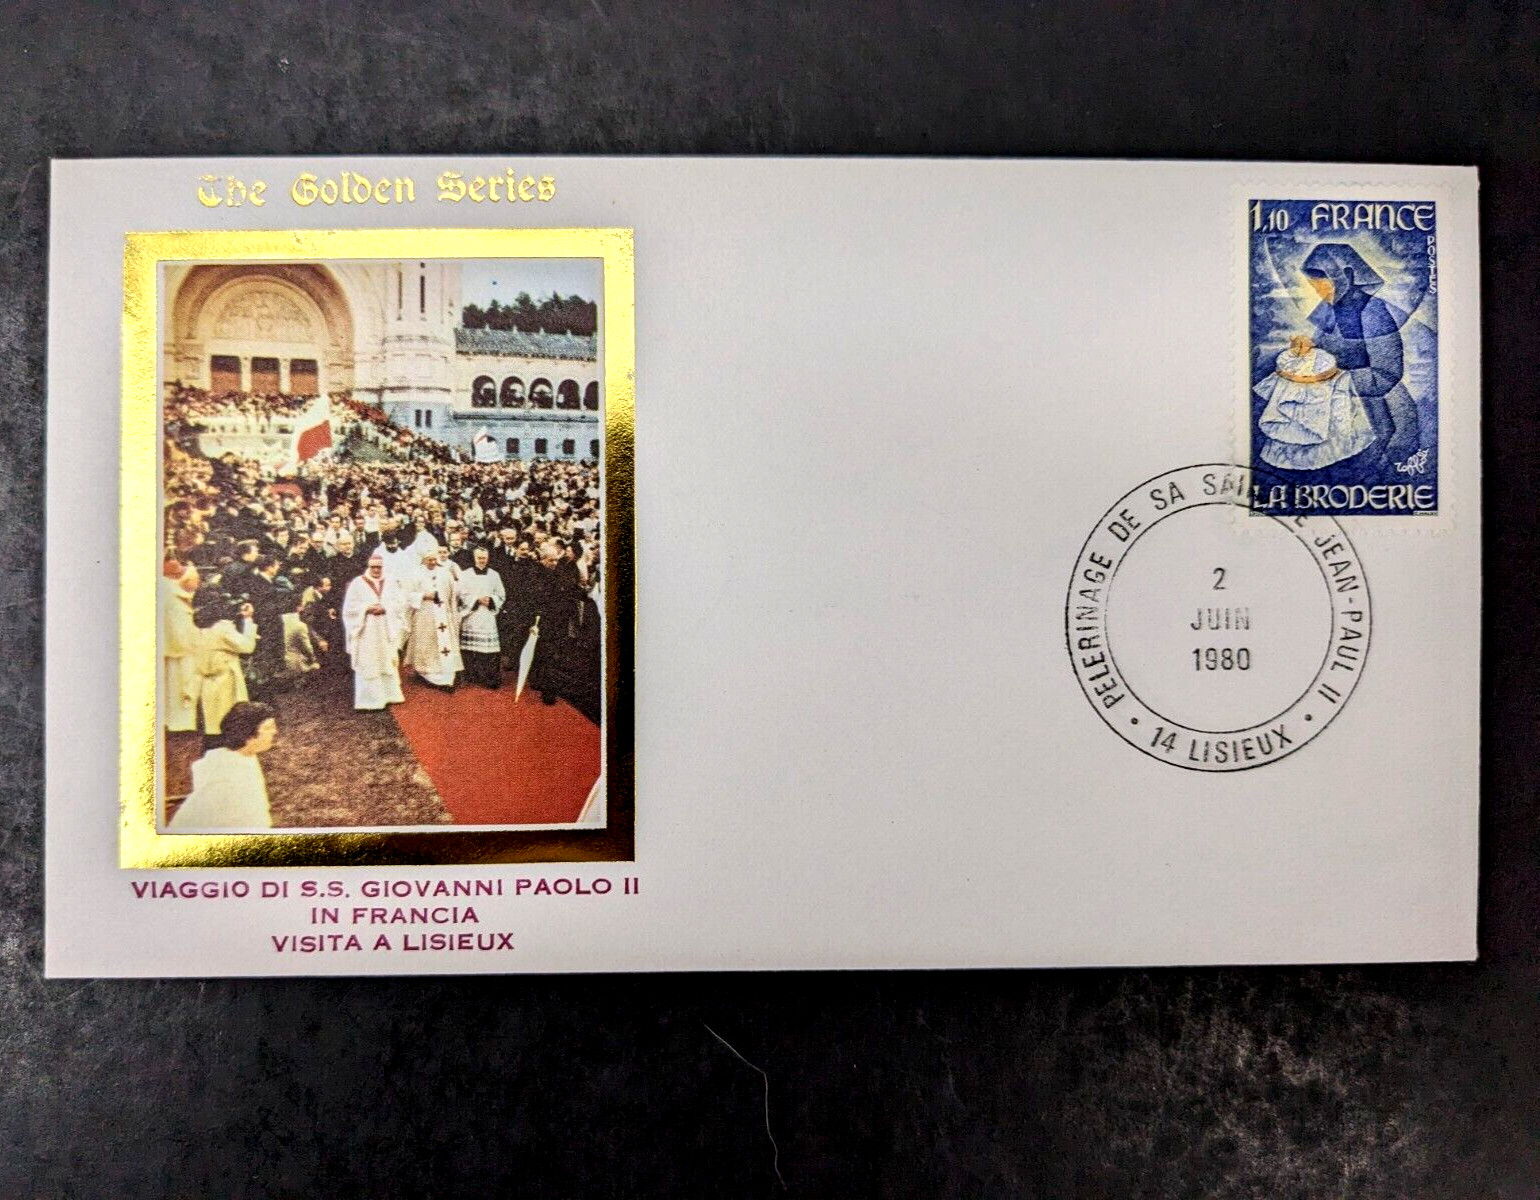 The Golden Series
VIAGGIO DI S.S. GIOVANNI PAOLO II
IN FRANCIA
VISITA A LISIEUX
1,10 FRANCE
POSTES
LA BRODERIE
PELERINAGE DE SA SAINTETE JEAN-PAUL II
2
JUIN
1980
• 14 LISIEUX •